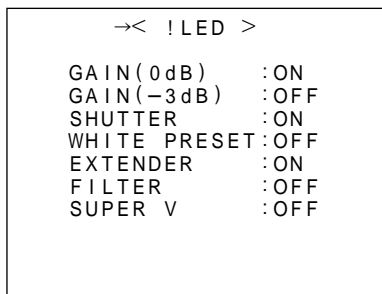 →< !LED >
GAIN(0dB) :ON
GAIN(−3dB) :OFF
SHUTTER :ON
WHITE PRESET:OFF
EXTENDER :ON
FILTER :OFF
SUPER V :OFF